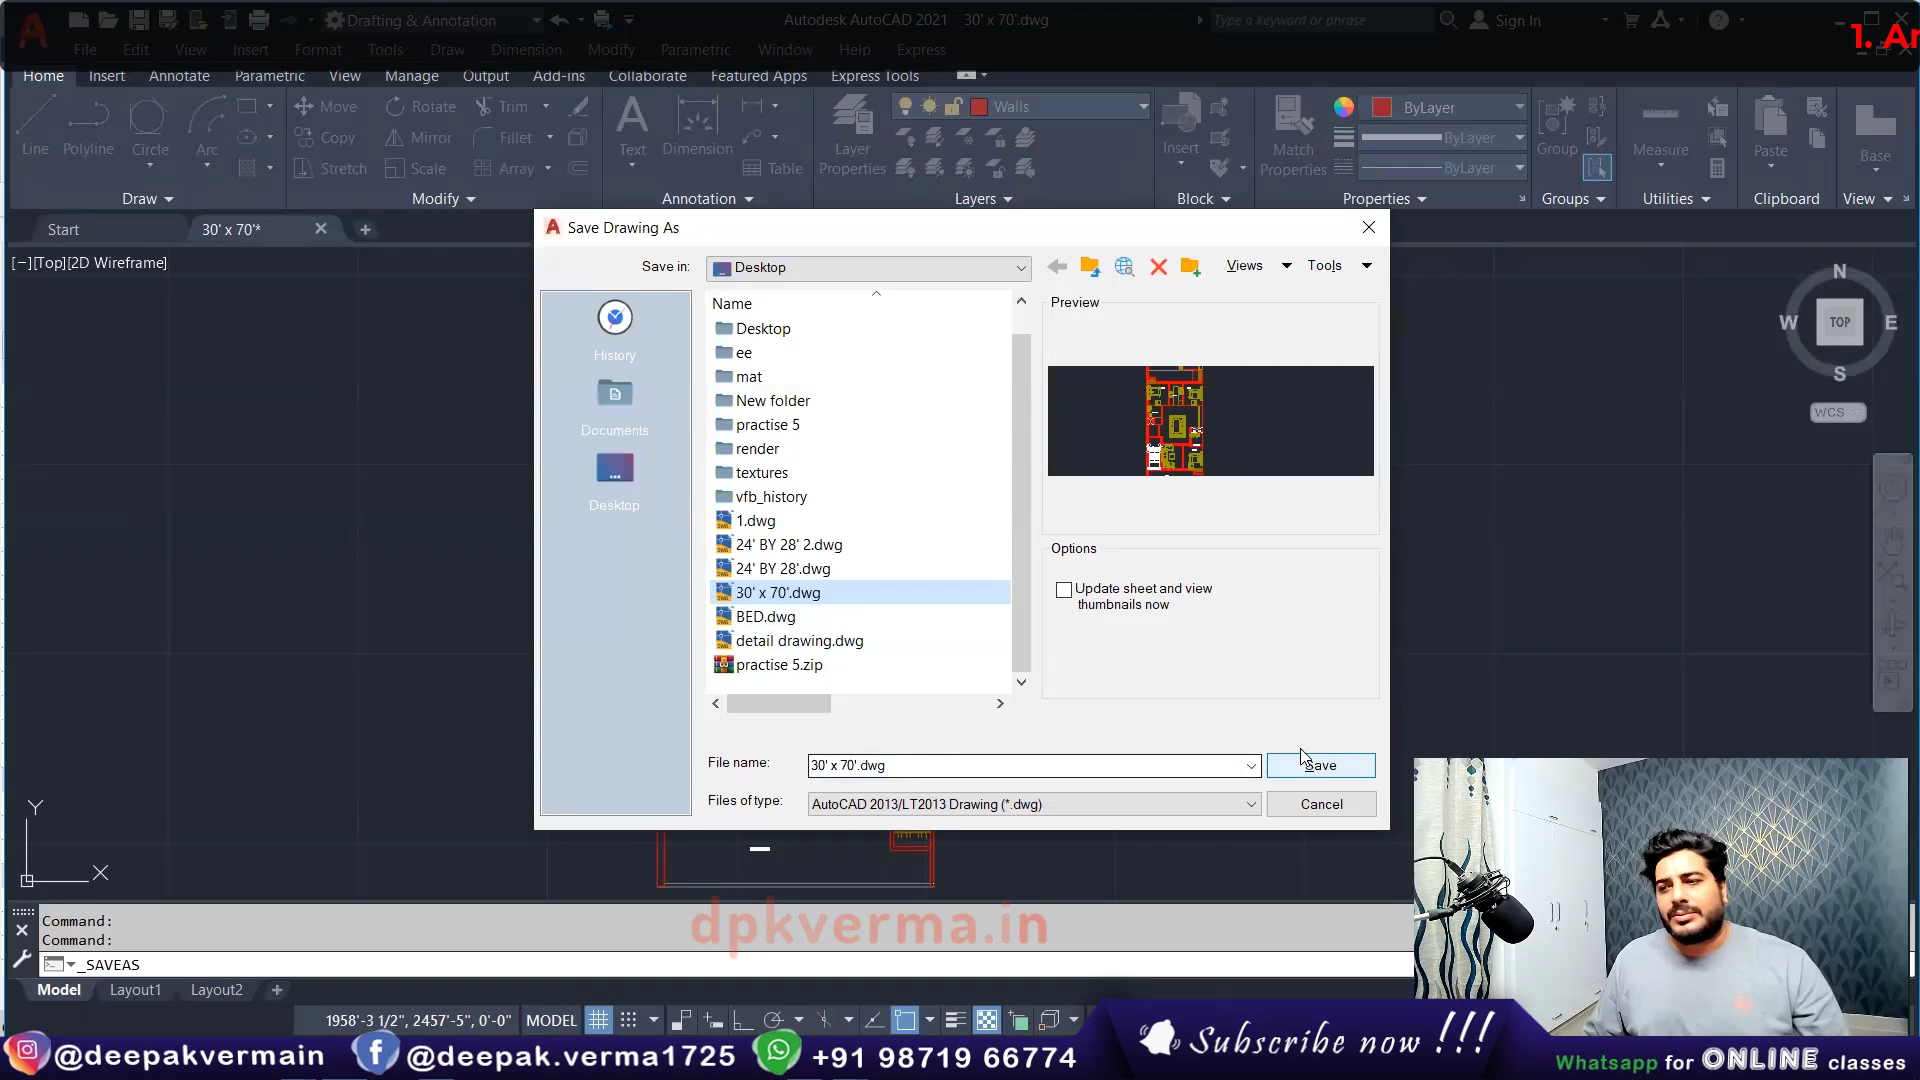 Drafting & Annotation
Autodesk AutoCAD 2021 30' x 70'.dwg
Type a keyword or phrase
Sign In
1. Ar
File Edit View Insert Format Tools Draw Dimension Modify Parametric Window Help Express
Home Insert Annotate Parametric View Manage Output Add-ins Collaborate Featured Apps Express Tools
Move Rotate Trim Walls ByLayer
Line Polyline Circle Arc Copy Mirror Fillet Text Dimension Layer Properties Insert Match Properties ByLayer Group Measure Paste Base
Stretch Scale Array Table ByLayer
Draw Modify Annotation Layers Block Properties Groups Utilities Clipboard View
Start 30' x 70'*
[−][Top][2D Wireframe]
Save Drawing As
Save in: Desktop Views Tools
Name
Desktop
ee
mat
New folder
practise 5
render
textures
vfb_history
1.dwg
24' BY 28' 2.dwg
24' BY 28'.dwg
30' x 70'.dwg
BED.dwg
detail drawing.dwg
practise 5.zip
History
Documents
Desktop
Preview
Options
Update sheet and view
thumbnails now
File name: 30' x 70'.dwg Save
Files of type: AutoCAD 2013/LT2013 Drawing (*.dwg) Cancel
N
W TOP E
S
WCS
Y
X
Command:
Command:
_SAVEAS
dpkverma.in
Model Layout1 Layout2
1958'-3 1/2", 2457'-5", 0'-0" MODEL
@deepakvermain @deepak.verma1725 +91 98719 66774
Subscribe now !!!
Whatsapp for ONLINE classes